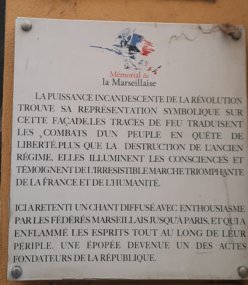 Mémorial de
la Marseillaise
LA PUISSANCE INCANDESCENTE DE LA RÉVOLUTION
TROUVE SA REPRÉSENTATION SYMBOLIQUE SUR
CETTE FAÇADE.LES TRACES DE FEU TRADUISENT
LES COMBATS D'UN PEUPLE EN QUÊTE DE
LIBERTÉ.PLUS QUE LA DESTRUCTION DE L'ANCIEN
RÉGIME, ELLES ILLUMINENT LES CONSCIENCES ET
TÉMOIGNENT DE L'IRRESISTIBLE MARCHE TRIOMPHANTE
DE LA FRANCE ET DE L'HUMANITÉ.
ICI A RETENTI UN CHANT DIFFUSÉ AVEC ENTHOUSIASME
PAR LES FÉDÉRÉS MARSEILLAIS JUSQU'À PARIS, ET QUI A
ENFLAMMÉ LES ESPRITS TOUT AU LONG DE LEUR
PÉRIPLE. UNE ÉPOPÉE DEVENUE UN DES ACTES
FONDATEURS DE LA RÉPUBLIQUE.